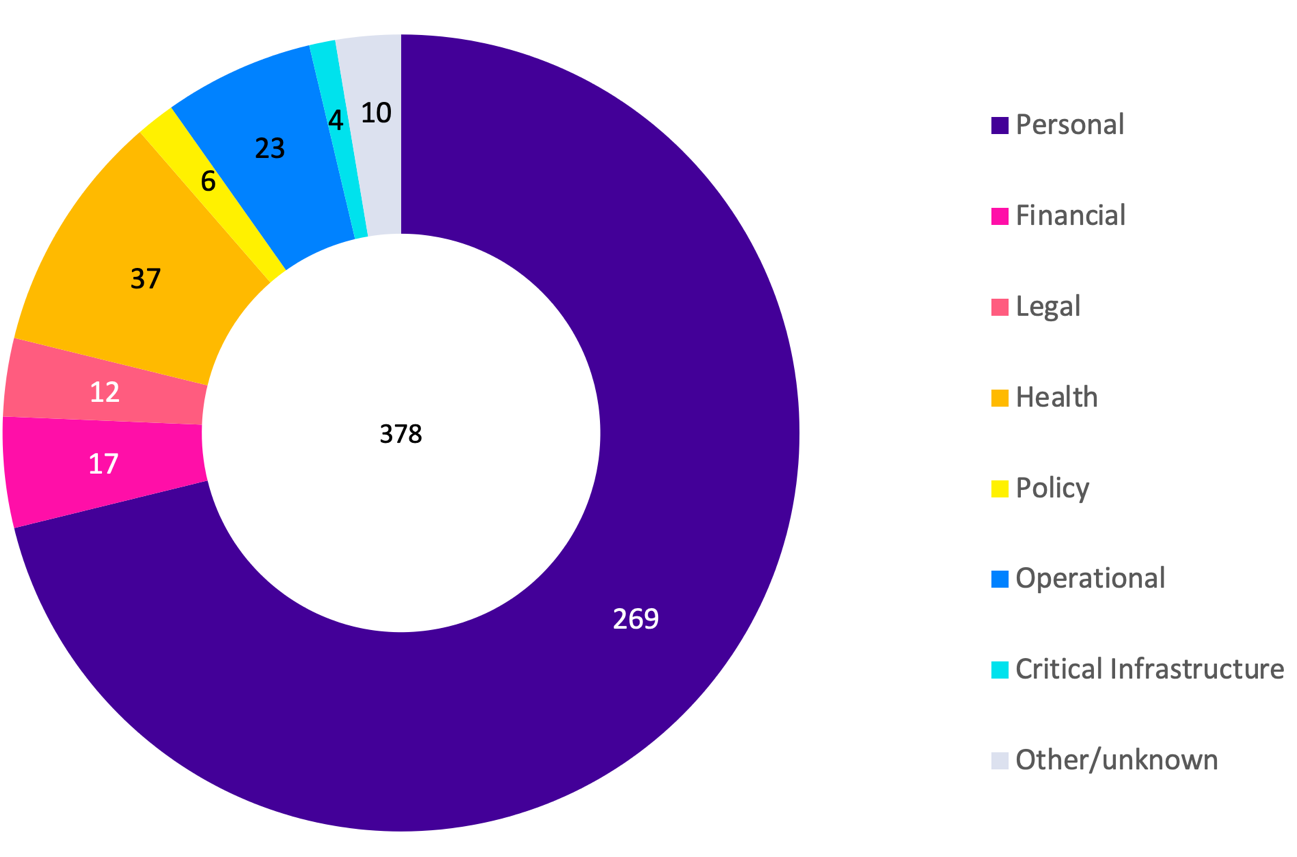 10
4
23
6
37
12
17
378
269
Personal
Financial
Legal
Health
Policy
Operational
Critical Infrastructure
Other/unknown